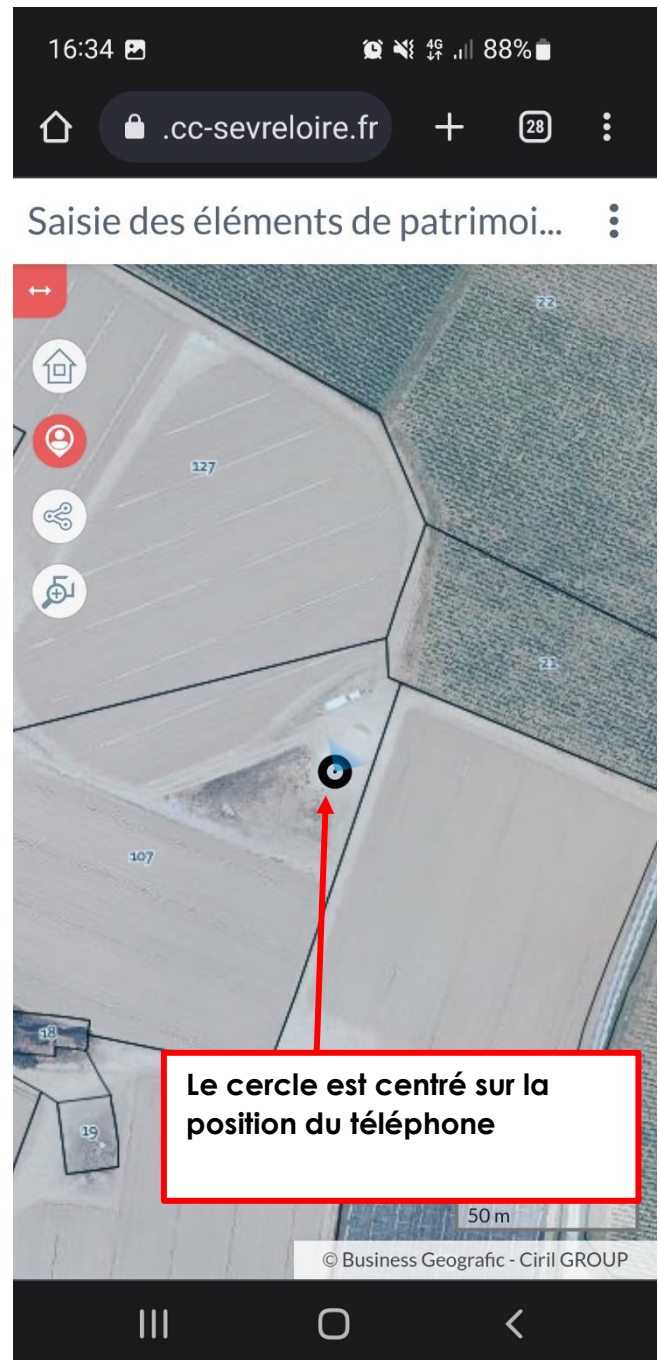 16:34 4G 88%
.cc-sevreloire.fr + 28
Saisie des éléments de patrimoi...
22
127
21
107
18
19
Le cercle est centré sur la
position du téléphone
50 m
© Business Geografic - Ciril GROUP